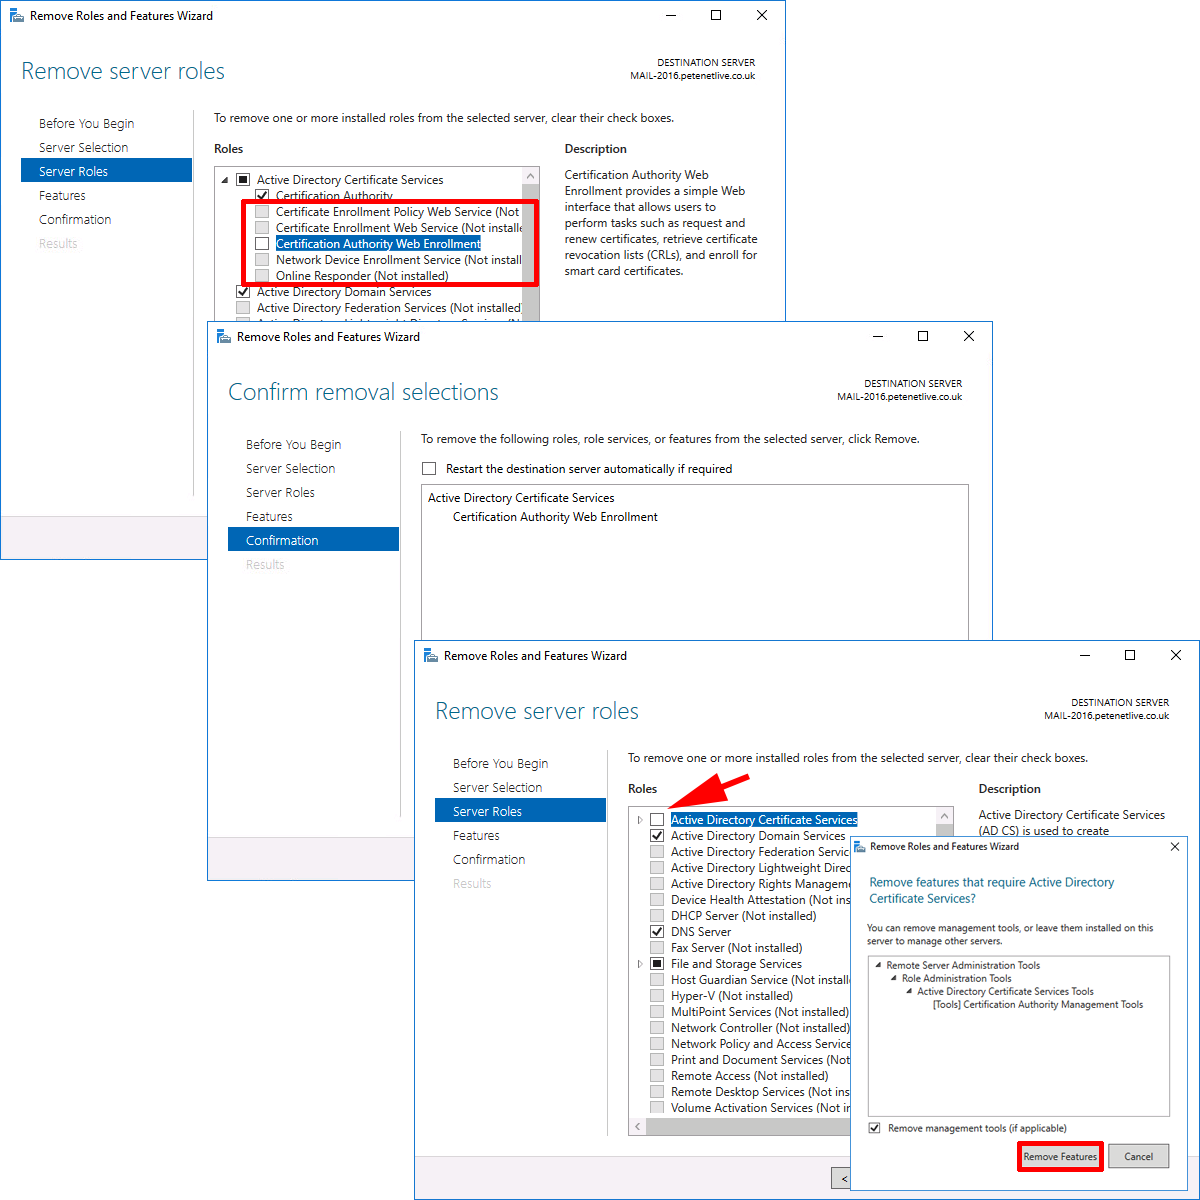 Remove Roles and Features Wizard
Remove server roles
DESTINATION SERVER
MAIL-2016.petenetlive.co.uk
Before You Begin
Server Selection
Server Roles
Features
Confirmation
Results
To remove one or more installed roles from the selected server, clear their check boxes.
Roles
Active Directory Certificate Services
Certification Authority
Certificate Enrollment Policy Web Service (Not
Certificate Enrollment Web Service (Not installe
Certification Authority Web Enrollment
Network Device Enrollment Service (Not install
Online Responder (Not installed)
Active Directory Domain Services
Active Directory Federation Services (Not installed)
Description
Certification Authority Web
Enrollment provides a simple Web
interface that allows users to
perform tasks such as request and
renew certificates, retrieve certificate
revocation lists (CRLs), and enroll for
smart card certificates.
Remove Roles and Features Wizard
Confirm removal selections
DESTINATION SERVER
MAIL-2016.petenetlive.co.uk
Before You Begin
Server Selection
Server Roles
Features
Confirmation
Results
To remove the following roles, role services, or features from the selected server, click Remove.
Restart the destination server automatically if required
Active Directory Certificate Services
Certification Authority Web Enrollment
Remove Roles and Features Wizard
Remove server roles
DESTINATION SERVER
MAIL-2016.petenetlive.co.uk
Before You Begin
Server Selection
Server Roles
Features
Confirmation
Results
To remove one or more installed roles from the selected server, clear their check boxes.
Roles
Active Directory Certificate Services
Active Directory Domain Services
Active Directory Federation Servic
Active Directory Lightweight Direc
Active Directory Rights Manageme
Device Health Attestation (Not ins
DHCP Server (Not installed)
DNS Server
Fax Server (Not installed)
File and Storage Services
Host Guardian Service (Not installe
Hyper-V (Not installed)
MultiPoint Services (Not installed)
Network Controller (Not installed)
Network Policy and Access Service
Print and Document Services (Not
Remote Access (Not installed)
Remote Desktop Services (Not ins
Volume Activation Services (Not ir
Description
Active Directory Certificate Services
(AD CS) is used to create
<
Remove Roles and Features Wizard
Remove features that require Active Directory
Certificate Services?
You can remove management tools, or leave them installed on this
server to manage other servers.
Remote Server Administration Tools
Role Administration Tools
Active Directory Certificate Services Tools
[Tools] Certification Authority Management Tools
Remove management tools (if applicable)
Remove Features
Cancel